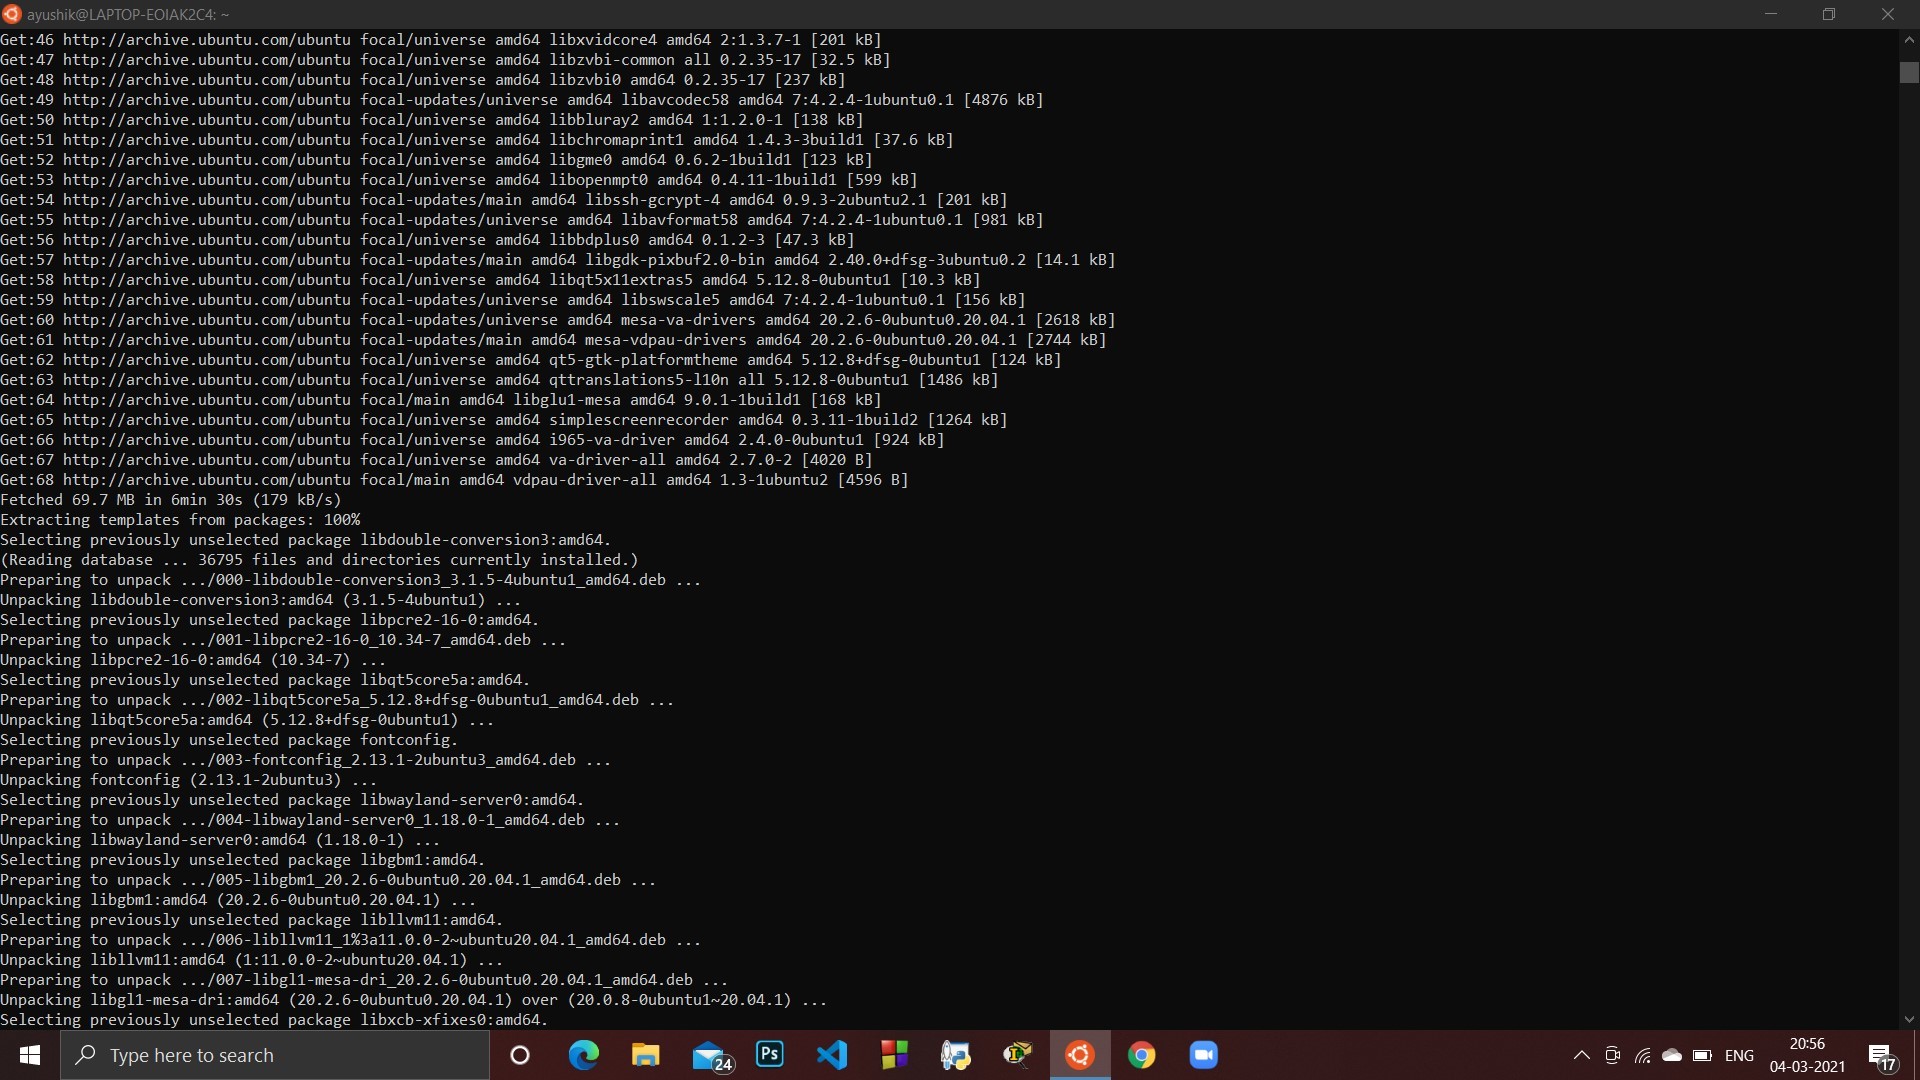 ayushik@LAPTOP-EOIAK2C4: ~
Get:46 http://archive.ubuntu.com/ubuntu focal/universe amd64 libxvidcore4 amd64 2:1.3.7-1 [201 kB]
Get:47 http://archive.ubuntu.com/ubuntu focal/universe amd64 libzvbi-common all 0.2.35-17 [32.5 kB]
Get:48 http://archive.ubuntu.com/ubuntu focal/universe amd64 libzvbi0 amd64 0.2.35-17 [237 kB]
Get:49 http://archive.ubuntu.com/ubuntu focal-updates/universe amd64 libavcodec58 amd64 7:4.2.4-1ubuntu0.1 [4876 kB]
Get:50 http://archive.ubuntu.com/ubuntu focal/universe amd64 libbluray2 amd64 1:1.2.0-1 [138 kB]
Get:51 http://archive.ubuntu.com/ubuntu focal/universe amd64 libchromaprint1 amd64 1.4.3-3build1 [37.6 kB]
Get:52 http://archive.ubuntu.com/ubuntu focal/universe amd64 libgme0 amd64 0.6.2-1build1 [123 kB]
Get:53 http://archive.ubuntu.com/ubuntu focal/universe amd64 libopenmpt0 amd64 0.4.11-1build1 [599 kB]
Get:54 http://archive.ubuntu.com/ubuntu focal-updates/main amd64 libssh-gcrypt-4 amd64 0.9.3-2ubuntu2.1 [201 kB]
Get:55 http://archive.ubuntu.com/ubuntu focal-updates/universe amd64 libavformat58 amd64 7:4.2.4-1ubuntu0.1 [981 kB]
Get:56 http://archive.ubuntu.com/ubuntu focal/universe amd64 libbdplus0 amd64 0.1.2-3 [47.3 kB]
Get:57 http://archive.ubuntu.com/ubuntu focal-updates/main amd64 libgdk-pixbuf2.0-bin amd64 2.40.0+dfsg-3ubuntu0.2 [14.1 kB]
Get:58 http://archive.ubuntu.com/ubuntu focal/universe amd64 libqt5x11extras5 amd64 5.12.8-0ubuntu1 [10.3 kB]
Get:59 http://archive.ubuntu.com/ubuntu focal-updates/universe amd64 libswscale5 amd64 7:4.2.4-1ubuntu0.1 [156 kB]
Get:60 http://archive.ubuntu.com/ubuntu focal-updates/universe amd64 mesa-va-drivers amd64 20.2.6-0ubuntu0.20.04.1 [2618 kB]
Get:61 http://archive.ubuntu.com/ubuntu focal-updates/main amd64 mesa-vdpau-drivers amd64 20.2.6-0ubuntu0.20.04.1 [2744 kB]
Get:62 http://archive.ubuntu.com/ubuntu focal/universe amd64 qt5-gtk-platformtheme amd64 5.12.8+dfsg-0ubuntu1 [124 kB]
Get:63 http://archive.ubuntu.com/ubuntu focal/universe amd64 qttranslations5-l10n all 5.12.8-0ubuntu1 [1486 kB]
Get:64 http://archive.ubuntu.com/ubuntu focal/main amd64 libglu1-mesa amd64 9.0.1-1build1 [168 kB]
Get:65 http://archive.ubuntu.com/ubuntu focal/universe amd64 simplescreenrecorder amd64 0.3.11-1build2 [1264 kB]
Get:66 http://archive.ubuntu.com/ubuntu focal/universe amd64 i965-va-driver amd64 2.4.0-0ubuntu1 [924 kB]
Get:67 http://archive.ubuntu.com/ubuntu focal/universe amd64 va-driver-all amd64 2.7.0-2 [4020 B]
Get:68 http://archive.ubuntu.com/ubuntu focal/main amd64 vdpau-driver-all amd64 1.3-1ubuntu2 [4596 B]
Fetched 69.7 MB in 6min 30s (179 kB/s)
Extracting templates from packages: 100%
Selecting previously unselected package libdouble-conversion3:amd64.
(Reading database ... 36795 files and directories currently installed.)
Preparing to unpack .../000-libdouble-conversion3_3.1.5-4ubuntu1_amd64.deb ...
Unpacking libdouble-conversion3:amd64 (3.1.5-4ubuntu1) ...
Selecting previously unselected package libpcre2-16-0:amd64.
Preparing to unpack .../001-libpcre2-16-0_10.34-7_amd64.deb ...
Unpacking libpcre2-16-0:amd64 (10.34-7) ...
Selecting previously unselected package libqt5core5a:amd64.
Preparing to unpack .../002-libqt5core5a_5.12.8+dfsg-0ubuntu1_amd64.deb ...
Unpacking libqt5core5a:amd64 (5.12.8+dfsg-0ubuntu1) ...
Selecting previously unselected package fontconfig.
Preparing to unpack .../003-fontconfig_2.13.1-2ubuntu3_amd64.deb ...
Unpacking fontconfig (2.13.1-2ubuntu3) ...
Selecting previously unselected package libwayland-server0:amd64.
Preparing to unpack .../004-libwayland-server0_1.18.0-1_amd64.deb ...
Unpacking libwayland-server0:amd64 (1.18.0-1) ...
Selecting previously unselected package libgbm1:amd64.
Preparing to unpack .../005-libgbm1_20.2.6-0ubuntu0.20.04.1_amd64.deb ...
Unpacking libgbm1:amd64 (20.2.6-0ubuntu0.20.04.1) ...
Selecting previously unselected package libllvm11:amd64.
Preparing to unpack .../006-libllvm11_1%3a11.0.0-2~ubuntu20.04.1_amd64.deb ...
Unpacking libllvm11:amd64 (1:11.0.0-2~ubuntu20.04.1) ...
Preparing to unpack .../007-libgl1-mesa-dri_20.2.6-0ubuntu0.20.04.1_amd64.deb ...
Unpacking libgl1-mesa-dri:amd64 (20.2.6-0ubuntu0.20.04.1) over (20.0.8-0ubuntu1~20.04.1) ...
Selecting previously unselected package libxcb-xfixes0:amd64.
Type here to search
24
Ps
ENG
20:56
04-03-2021
17